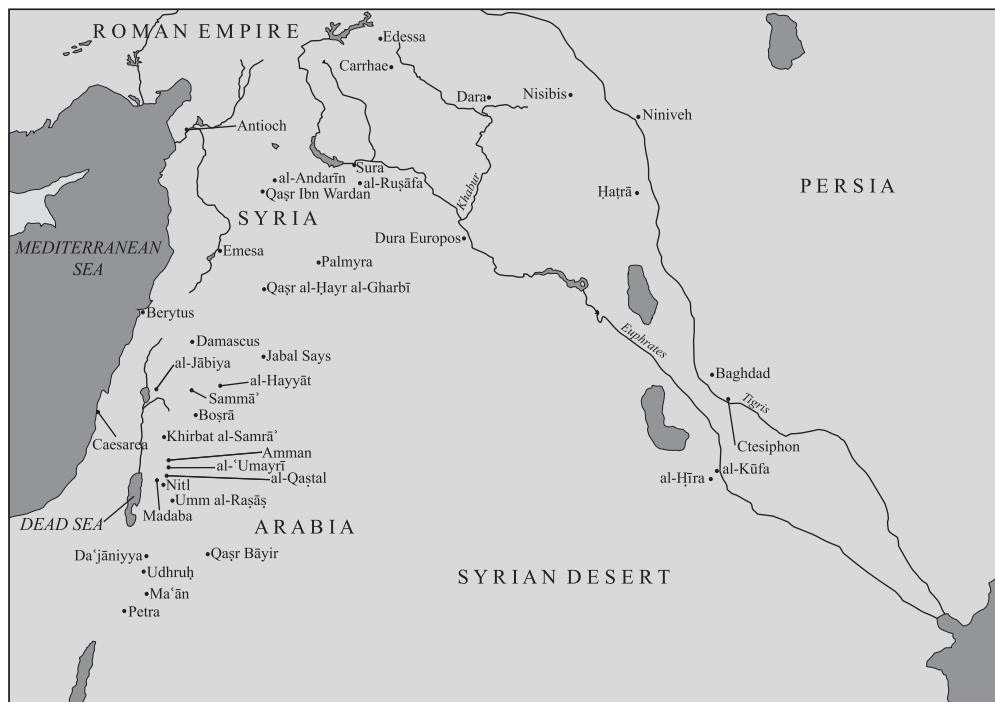 ROMAN EMPIRE
Edessa
Carrhae
Dara
Nisibis
Niniveh
Antioch
Sura
al-Andarīn
al-Ruṣāfa
Qaṣr Ibn Wardan
Khabur
Ḥaṭrā
PERSIA
SYRIA
MEDITERRANEAN
SEA
Emesa
Dura Europos
Palmyra
Qaṣr al-Ḥayr al-Gharbī
Berytus
Euphrates
Damascus
Jabal Says
al-Jābiya
Baghdad
al-Hayyāt
Sammāʾ
Tigris
Boṣrā
Caesarea
Khirbat al-Samrāʾ
Ctesiphon
Amman
al-ʿUmayrī
al-Qaṣtal
al-Kūfa
al-Ḥīra
Nitl
Umm al-Raṣāṣ
Madaba
DEAD SEA
ARABIA
Daʿjāniyya
Qaṣr Bāyir
Udhruḥ
SYRIAN DESERT
Maʿān
Petra